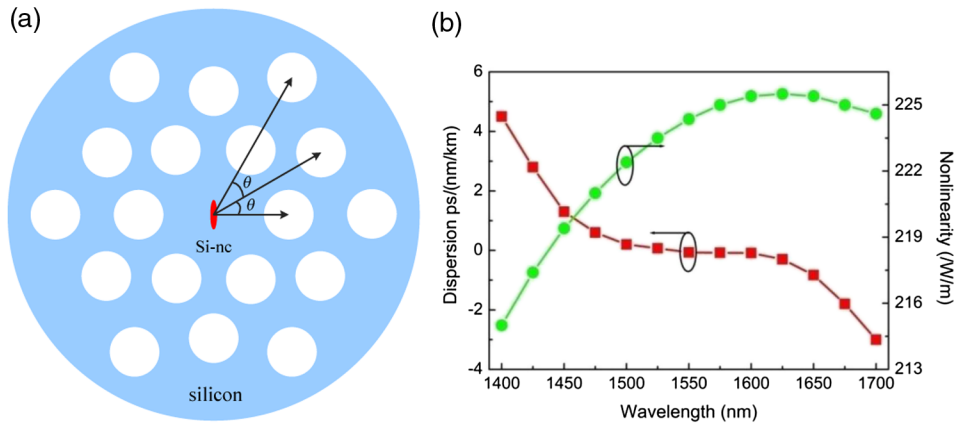 (a)
θ
θ
Si-nc
silicon
(b)
6
4
2
0
-2
-4
Dispersion ps/(nm/km)
225
222
219
216
213
Nonlinearity (/W/m)
1400 1450 1500 1550 1600 1650 1700
Wavelength (nm)